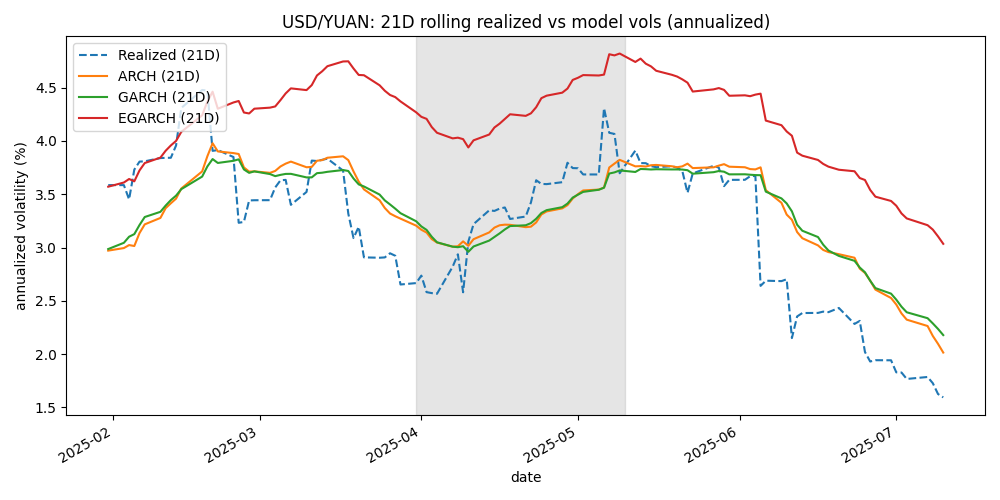 USD/YUAN: 21D rolling realized vs model vols (annualized)
Realized (21D)
ARCH (21D)
GARCH (21D)
EGARCH (21D)
annualized volatility (%)
4.5
4.0
3.5
3.0
2.5
2.0
1.5
2025-02
2025-03
2025-04
2025-05
2025-06
2025-07
date